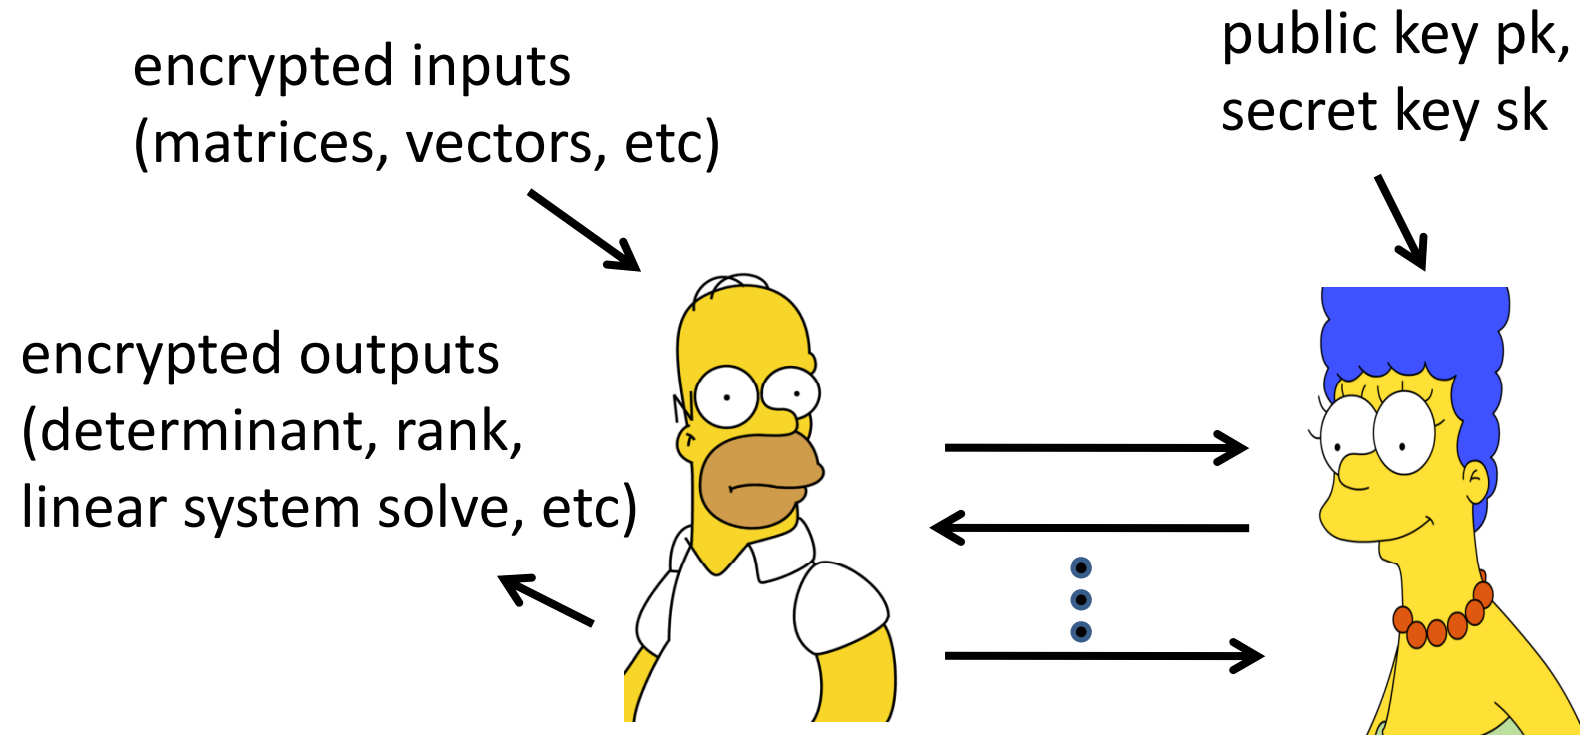 encrypted inputs
(matrices, vectors, etc)
public key pk,
secret key sk
encrypted outputs
(determinant, rank,
linear system solve, etc)